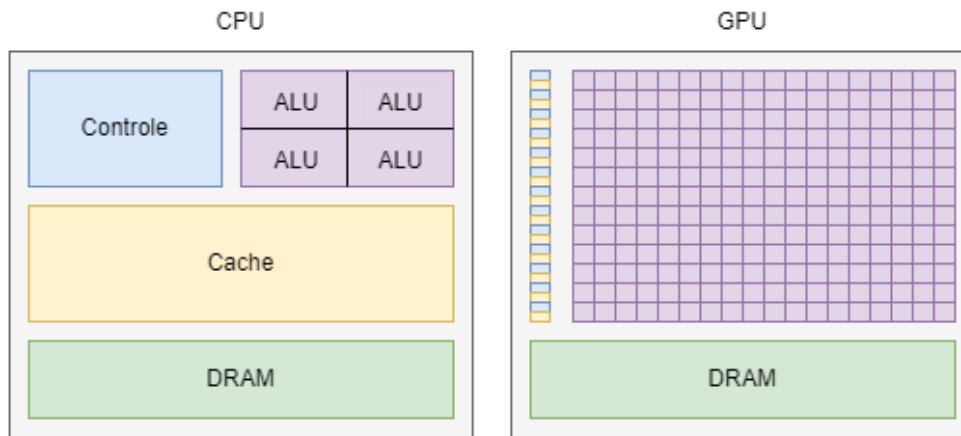 CPU
GPU
Controle
ALU ALU
ALU ALU
Cache
DRAM
DRAM